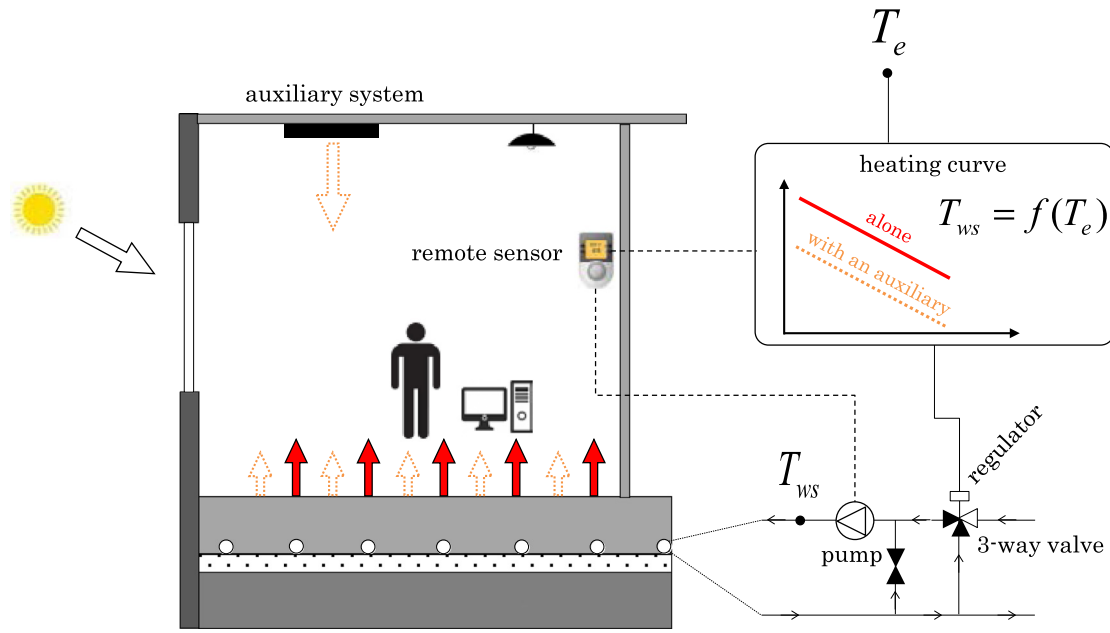 T_e
auxiliary system
heating curve
T_ws = f(T_e)
alone
with an auxiliary
remote sensor
regulator
T_ws
pump
3-way valve